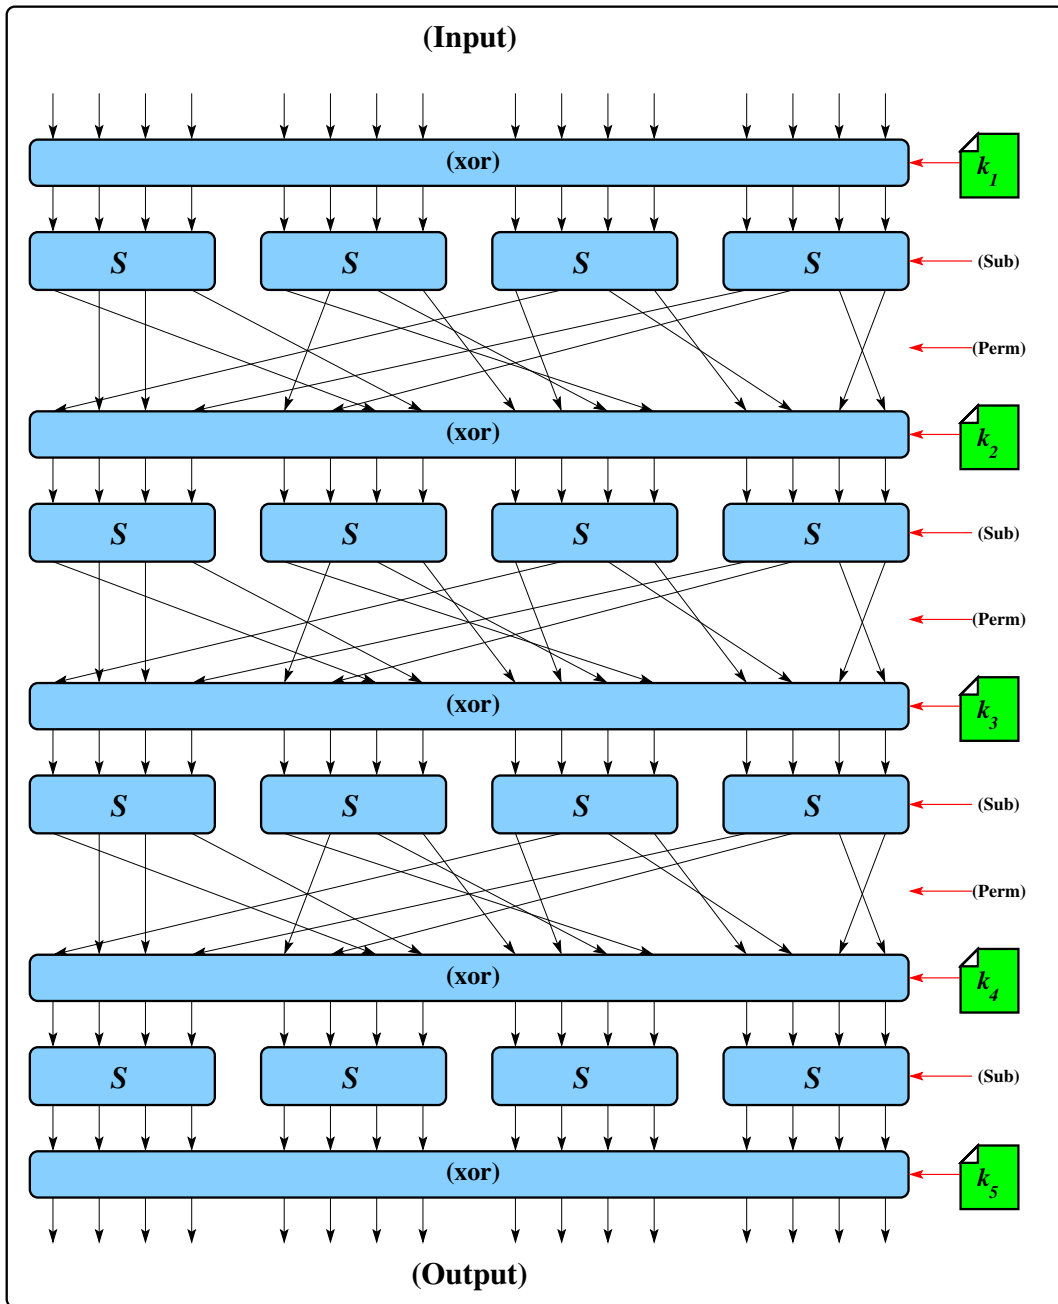 (Input)
(xor) k1
S S S S (Sub)
(Perm)
(xor) k2
S S S S (Sub)
(Perm)
(xor) k3
S S S S (Sub)
(Perm)
(xor) k4
S S S S (Sub)
(xor) k5
(Output)